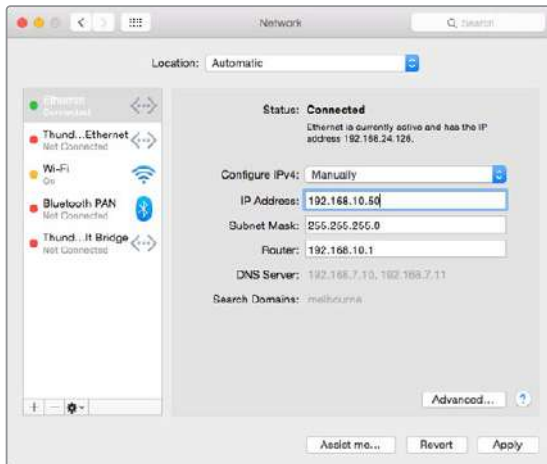 Network
Search
Location: Automatic
Ethernet
Connected
Thund...Ethernet
Not Connected
Wi-Fi
On
Bluetooth PAN
Not Connected
Thund...lt Bridge
Not Connected
Status: Connected
Ethernet is currently active and has the IP
address 192.168.24.126.
Configure IPv4: Manually
IP Address: 192.168.10.50
Subnet Mask: 255.255.255.0
Router: 192.168.10.1
DNS Server: 192.168.7.10, 192.168.7.11
Search Domains: melbourne
Advanced... ?
+ −
Assist me... Revert Apply